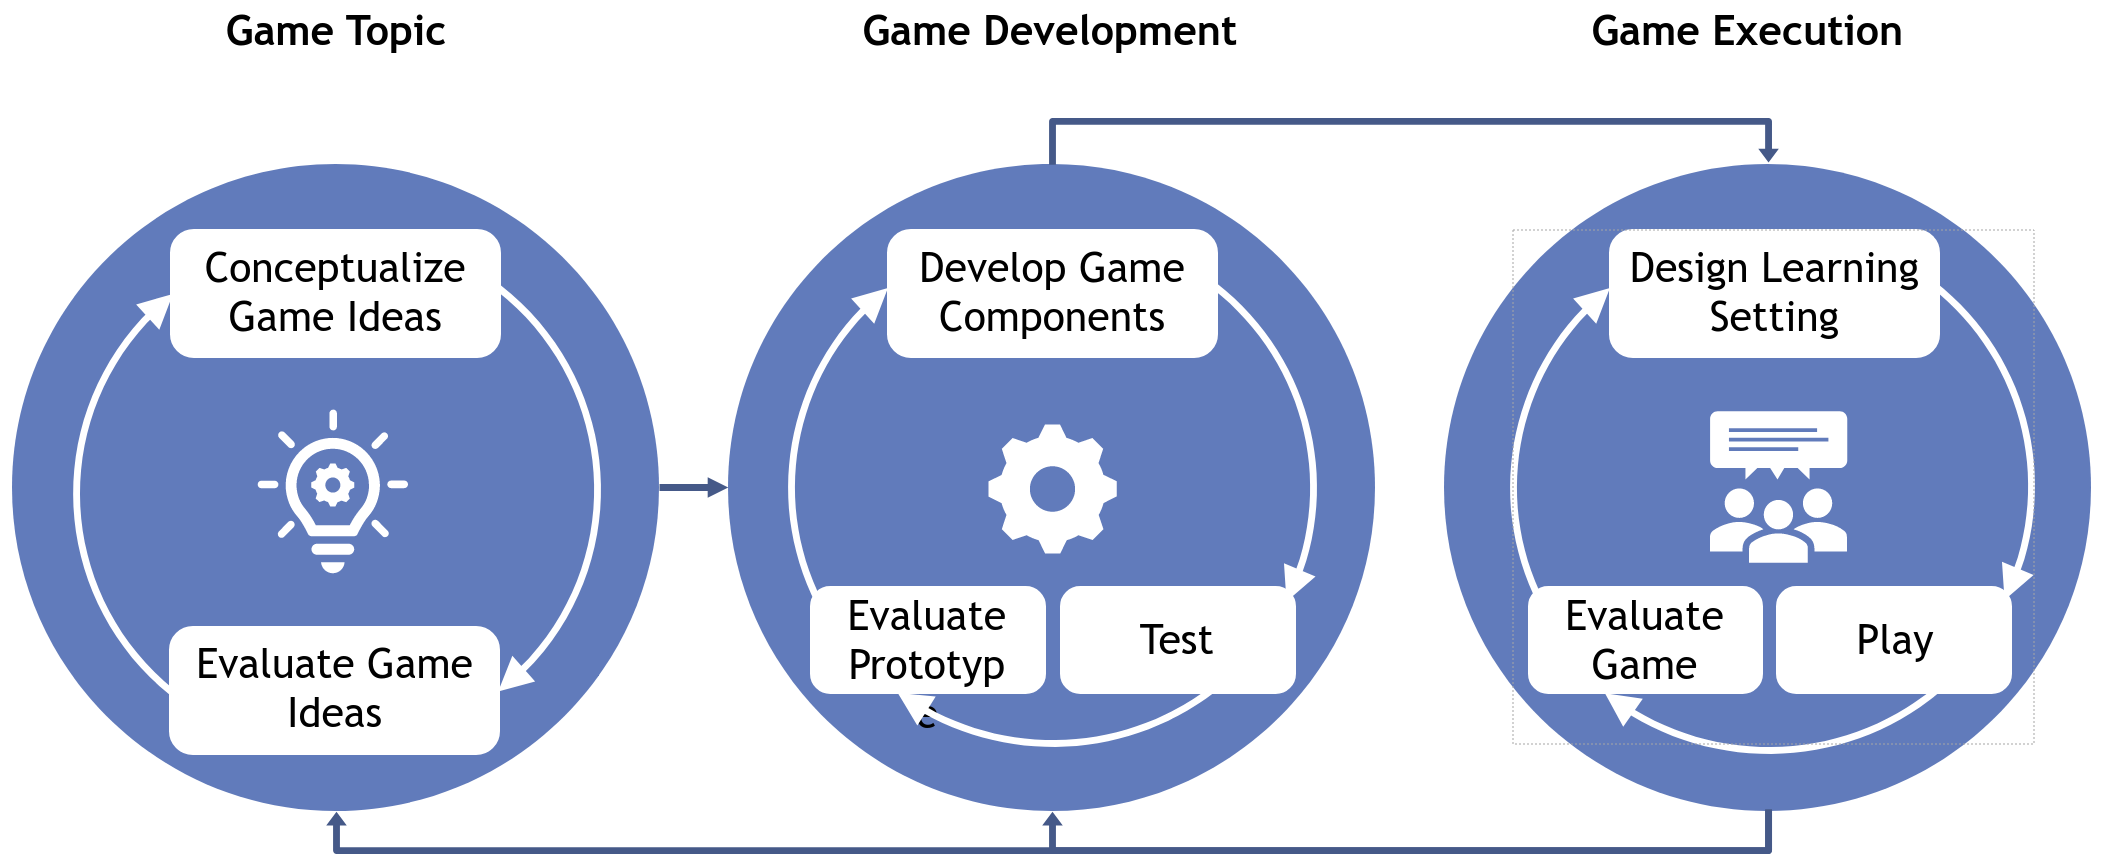 Game Topic
Game Development
Game Execution
Conceptualize
Game Ideas
Evaluate Game
Ideas
Develop Game
Components
Evaluate
Prototyp
e
Test
Design Learning
Setting
Evaluate
Game
Play